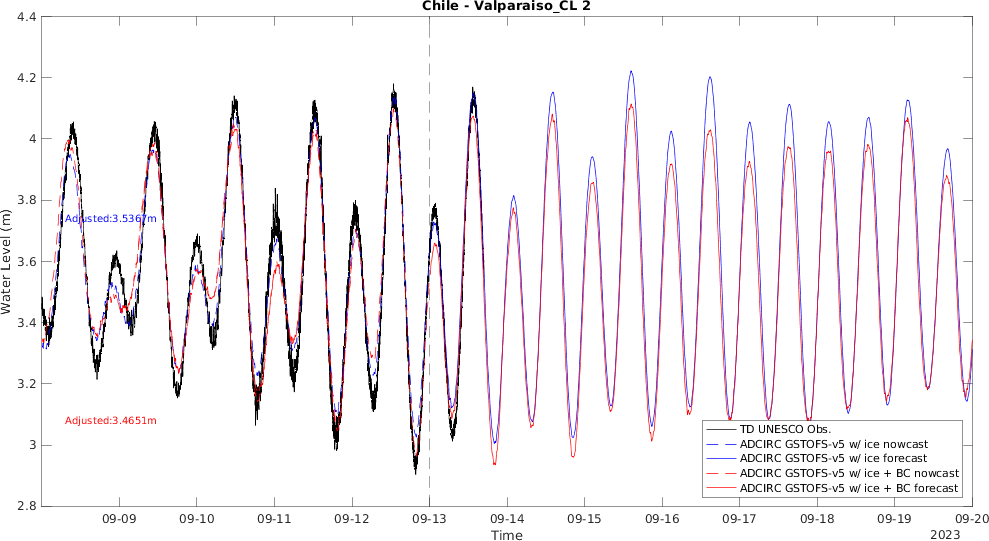 Chile - Valparaiso_CL 2
4.4
4.2
4
3.8
3.6
3.4
3.2
3
2.8
Water Level (m)
Adjusted:3.5367m
Adjusted:3.4651m
TD UNESCO Obs.
ADCIRC GSTOFS-v5 w/ ice nowcast
ADCIRC GSTOFS-v5 w/ ice forecast
ADCIRC GSTOFS-v5 w/ ice + BC nowcast
ADCIRC GSTOFS-v5 w/ ice + BC forecast
09-09 09-10 09-11 09-12 09-13 09-14 09-15 09-16 09-17 09-18 09-19 09-20
Time
2023